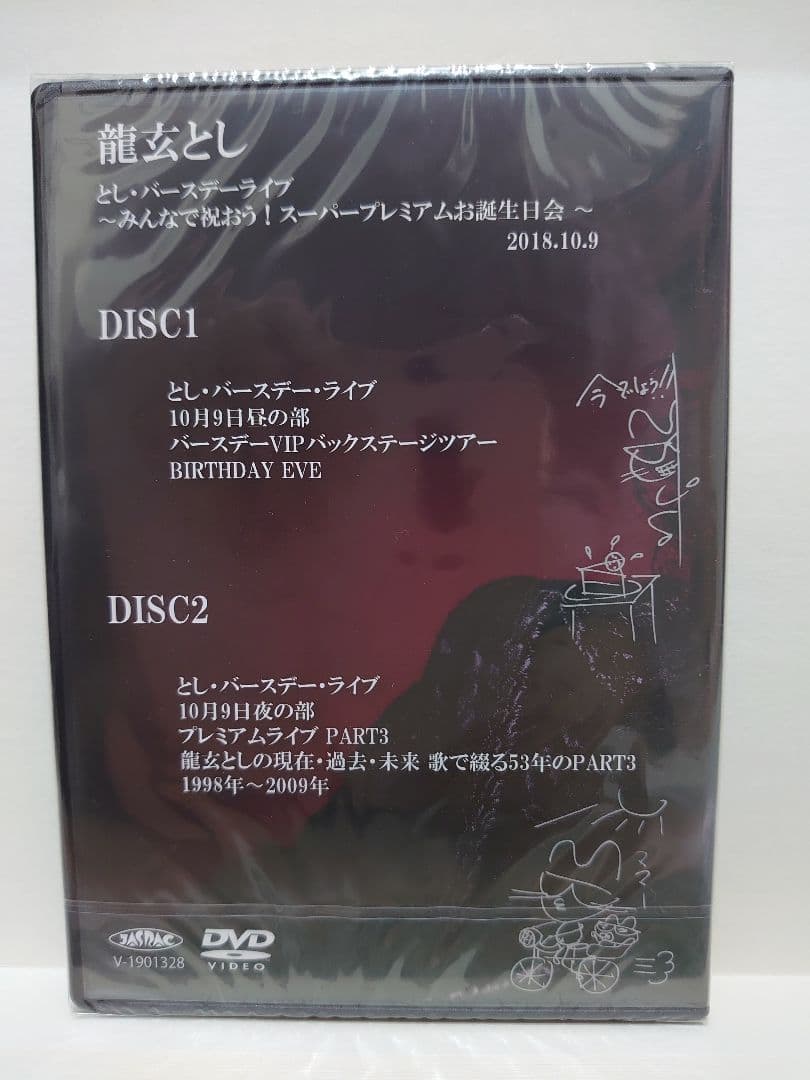 龍玄とし
とし・バースデーライブ
～みんなで祝おう！スーパープレミアムお誕生日会 ～
2018.10.9
DISC1
とし・バースデー・ライブ
10月9日昼の部
バースデーVIPバックステージツアー
BIRTHDAY EVE
今でしょう!!
DISC2
とし・バースデー・ライブ
10月9日夜の部
プレミアムライブ PART3
龍玄としの現在・過去・未来 歌で綴る53年のPART3
1998年～2009年
JASRAC
V-1901328
DVD
VIDEO